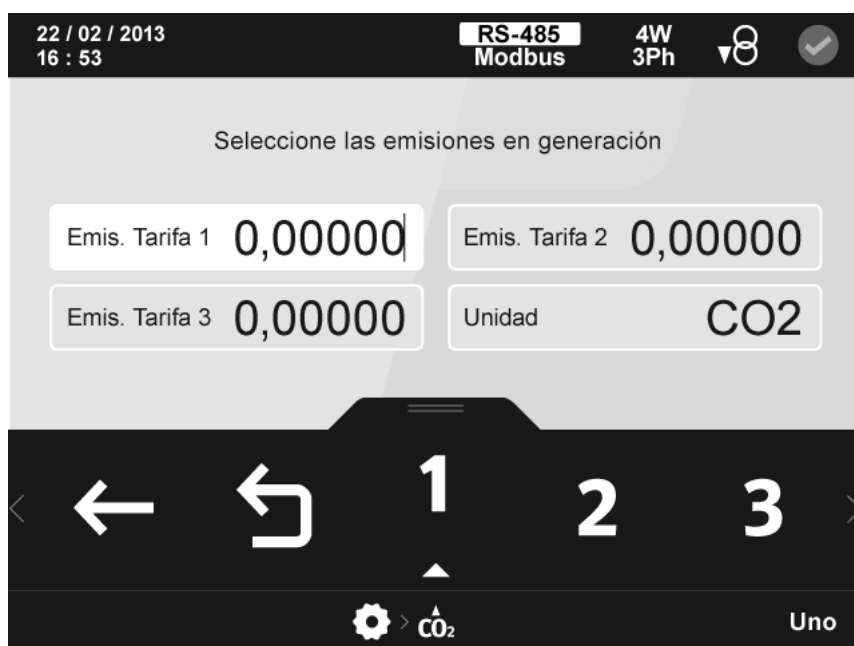 22 / 02 / 2013
16 : 53
RS-485
Modbus
4W
3Ph
Seleccione las emisiones en generación
Emis. Tarifa 1 0,00000
Emis. Tarifa 2 0,00000
Emis. Tarifa 3 0,00000
Unidad CO2
1
2
3
CO₂
Uno